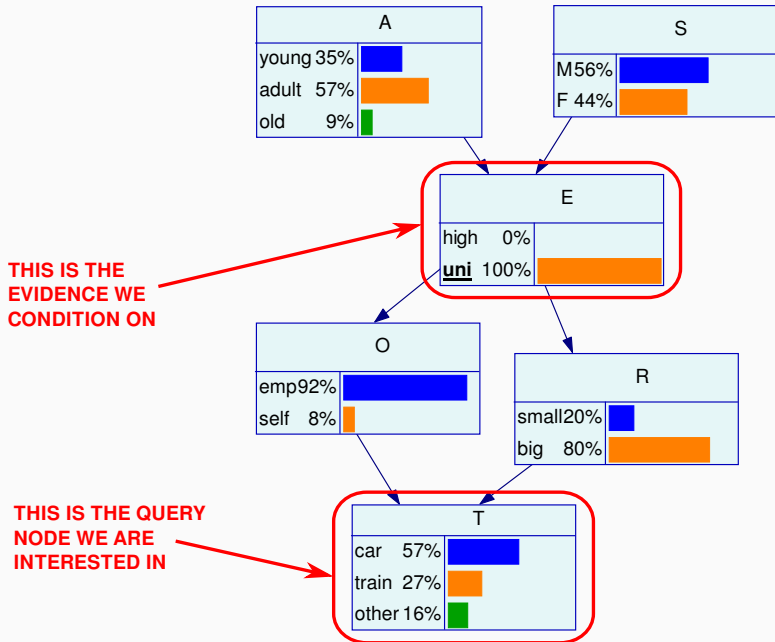 A
young 35%
adult 57%
old 9%
S
M 56%
F 44%
E
high 0%
uni 100%
THIS IS THE
EVIDENCE WE
CONDITION ON
O
emp 92%
self 8%
R
small 20%
big 80%
THIS IS THE QUERY
NODE WE ARE
INTERESTED IN
T
car 57%
train 27%
other 16%